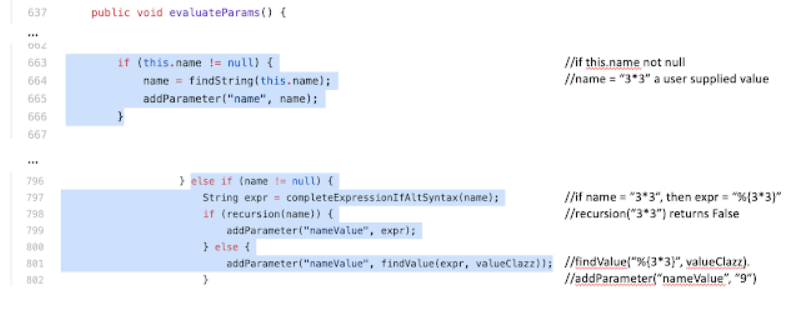 637 public void evaluateParams() {
...
662
663 if (this.name != null) { //if this.name not null
664 name = findString(this.name); //name = "3*3" a user supplied value
665 addParameter("name", name);
666 }
667
...
796 } else if (name != null) {
797 String expr = completeExpressionIfAltSyntax(name); //if name = "3*3", then expr = "%{3*3}"
798 if (recursion(name)) { //recursion("3*3") returns False
799 addParameter("nameValue", expr);
800 } else {
801 addParameter("nameValue", findValue(expr, valueClazz)); //findValue("%{3*3}", valueClazz).
802 } //addParameter("nameValue", "9")